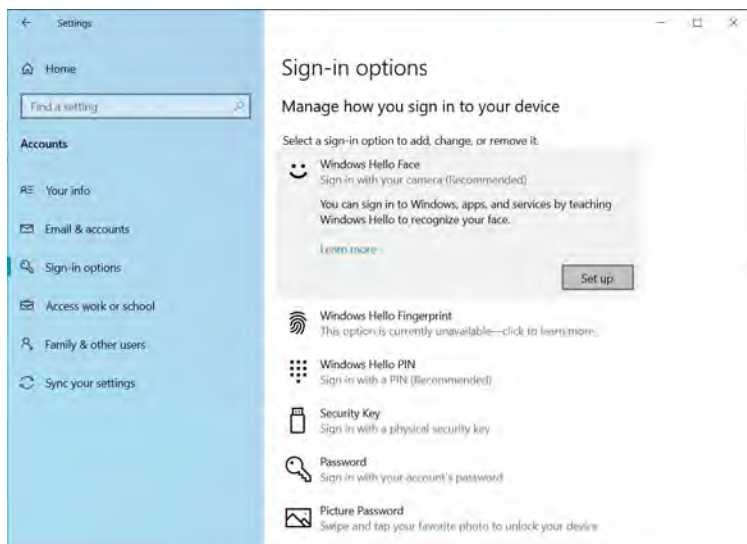 Settings
Home
Find a setting
Accounts
Your info
Email & accounts
Sign-in options
Access work or school
Family & other users
Sync your settings
Sign-in options
Manage how you sign in to your device
Select a sign-in option to add, change, or remove it.
Windows Hello Face
Sign in with your camera (Recommended)
You can sign in to Windows, apps, and services by teaching
Windows Hello to recognize your face.
Learn more
Set up
Windows Hello Fingerprint
This option is currently unavailable—click to learn more
Windows Hello PIN
Sign in with a PIN (Recommended)
Security Key
Sign in with a physical security key
Password
Sign in with your account's password
Picture Password
Swipe and tap your favorite photo to unlock your device